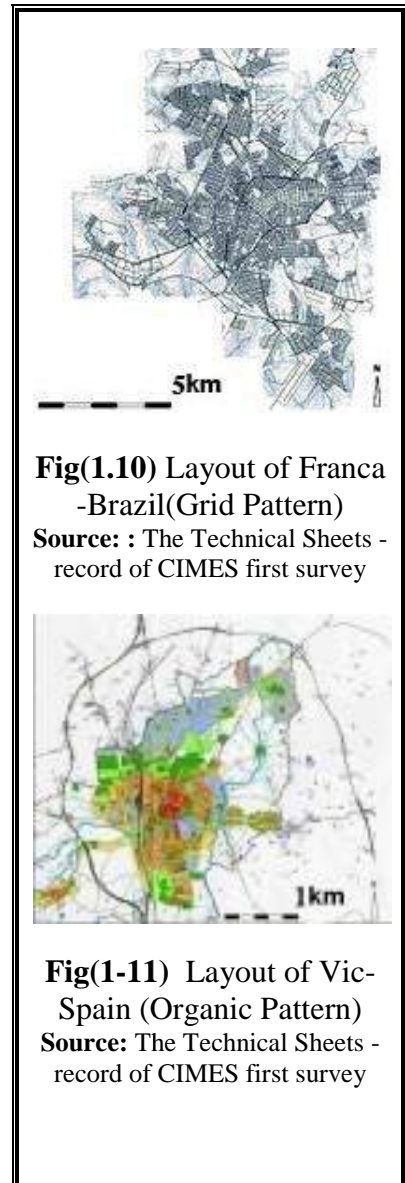 N
5km
Fig(1.10) Layout of Franca
-Brazil(Grid Pattern)
Source: : The Technical Sheets -
record of CIMES first survey
1km
Fig(1-11) Layout of Vic-
Spain (Organic Pattern)
Source: The Technical Sheets -
record of CIMES first survey